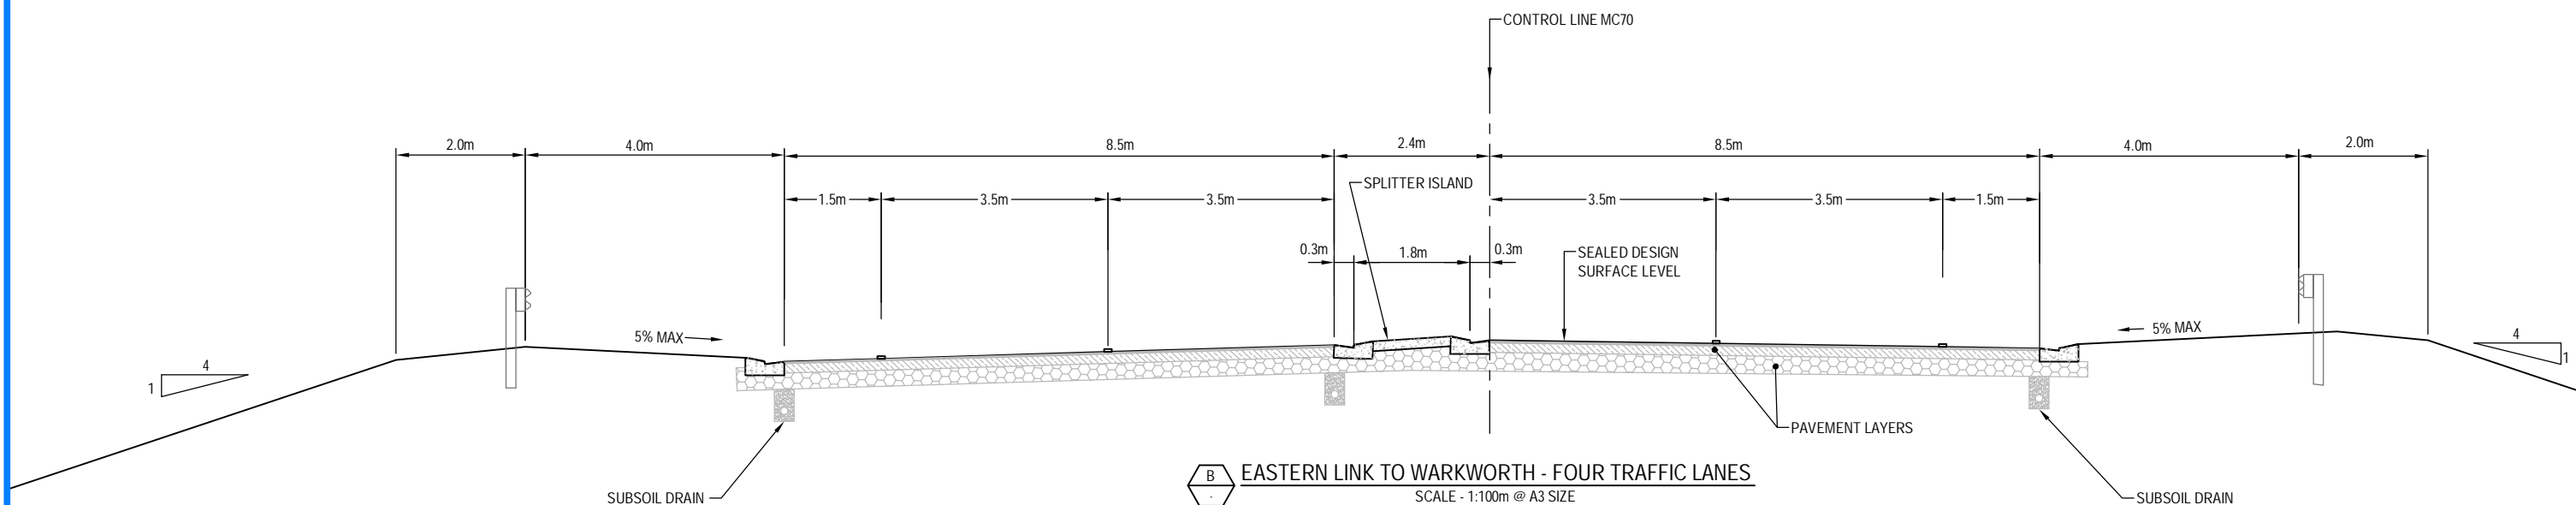 CONTROL LINE MC70
2.0m
4.0m
8.5m
2.4m
8.5m
4.0m
2.0m
SPLITTER ISLAND
1.5m
3.5m
3.5m
3.5m
3.5m
1.5m
0.3m
1.8m
0.3m
SEALED DESIGN
SURFACE LEVEL
5% MAX
5% MAX
4
1
4
1
PAVEMENT LAYERS
B
EASTERN LINK TO WARKWORTH - FOUR TRAFFIC LANES
-
SCALE - 1:100m @ A3 SIZE
SUBSOIL DRAIN
SUBSOIL DRAIN